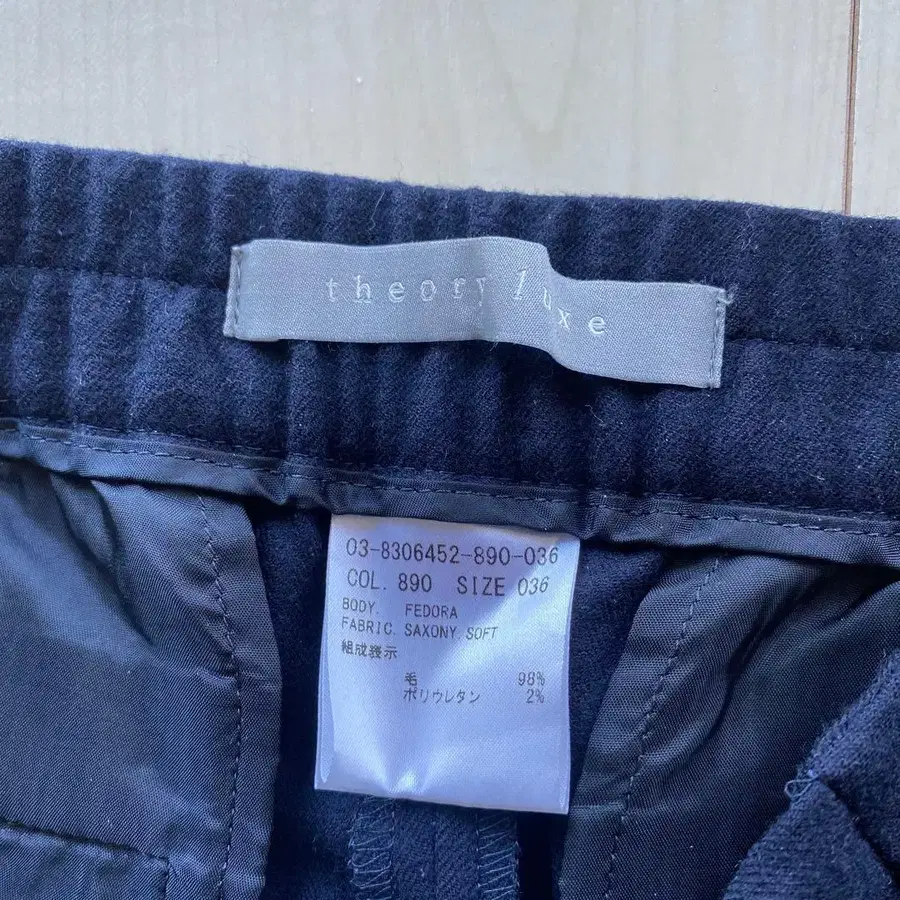 theory luxe
03-8306452-890-036
COL. 890 SIZE 036
BODY. FEDORA
FABRIC. SAXONY SOFT
組成表示
毛 98%
ポリウレタン 2%